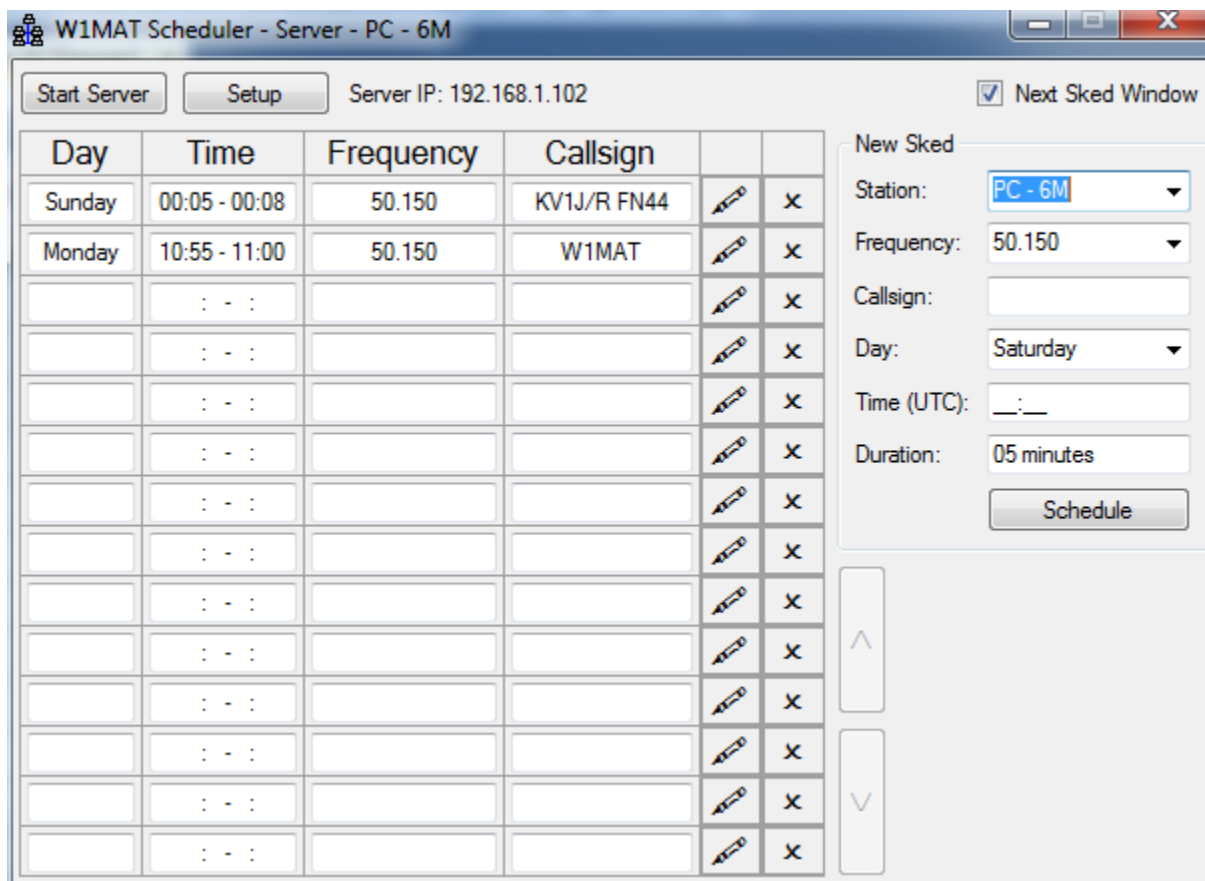 W1MAT Scheduler - Server - PC - 6M
Start Server Setup Server IP: 192.168.1.102 Next Sked Window
Day Time Frequency Callsign
Sunday 00:05 - 00:08 50.150 KV1J/R FN44 x
Monday 10:55 - 11:00 50.150 W1MAT x
: - : x
: - : x
: - : x
: - : x
: - : x
: - : x
: - : x
: - : x
: - : x
: - : x
: - : x
: - : x
New Sked
Station: PC - 6M
Frequency: 50.150
Callsign:
Day: Saturday
Time (UTC): __:__
Duration: 05 minutes
Schedule